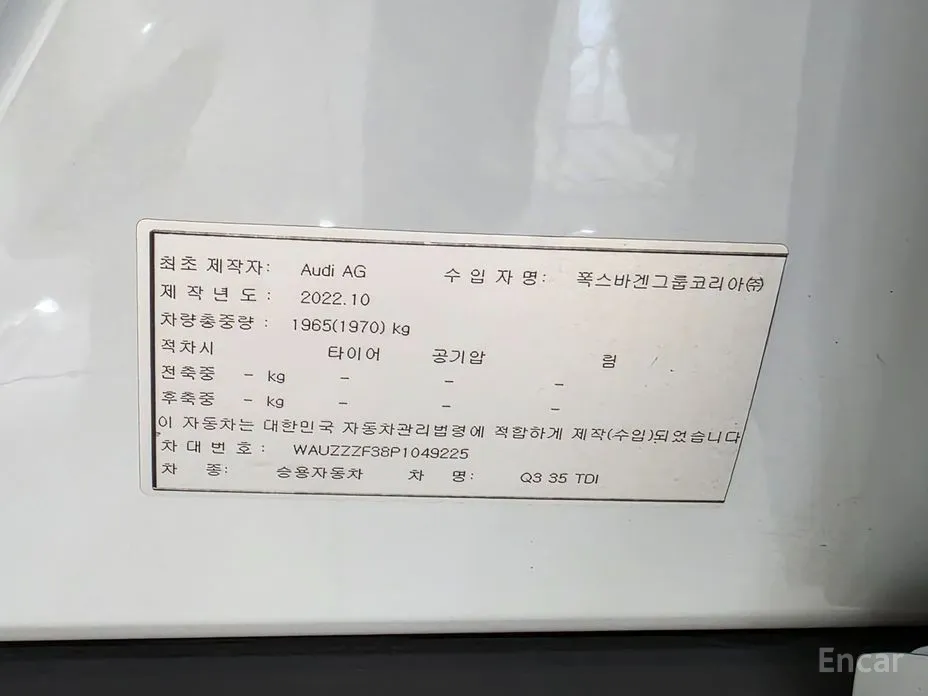 최초 제작자: Audi AG 수 입 자 명: 폭스바겐그룹코리아㈜
제 작 년 도 : 2022.10
차량총중량 : 1965(1970) kg
적차시 타이어 공기압 림
전축중 - kg - - -
후축중 - kg - - -
이 자동차는 대한민국 자동차관리법령에 적합하게 제작(수입)되었습니다
차 대 번 호 : WAUZZZF38P1049225
차 종: 승용자동차 차 명: Q3 35 TDI
Encar